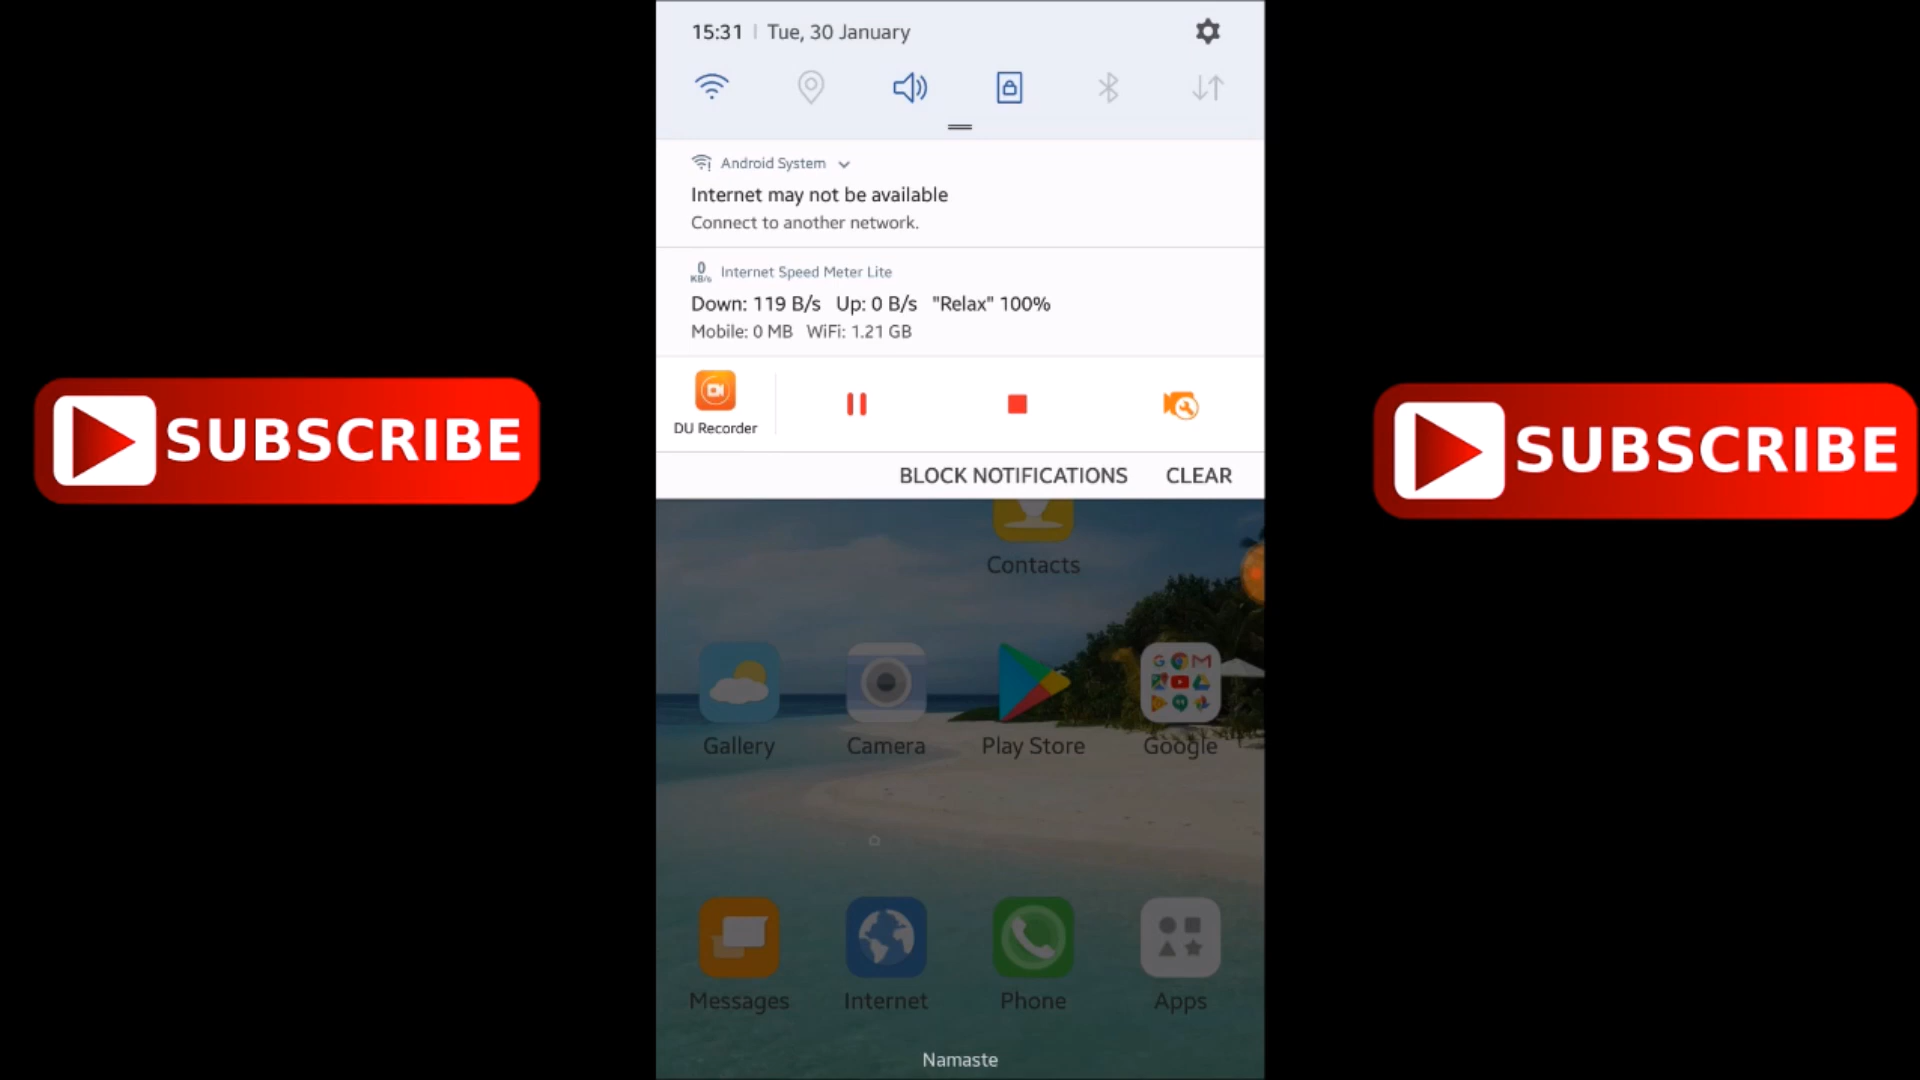 15:31 | Tue, 30 January
Android System
Internet may not be available
Connect to another network.
0 KB/s Internet Speed Meter Lite
Down: 119 B/s Up: 0 B/s "Relax" 100%
Mobile: 0 MB WiFi: 1.21 GB
DU Recorder
BLOCK NOTIFICATIONS CLEAR
SUBSCRIBE
SUBSCRIBE
Contacts
Gallery Camera Play Store Google
Messages Internet Phone Apps
Namaste